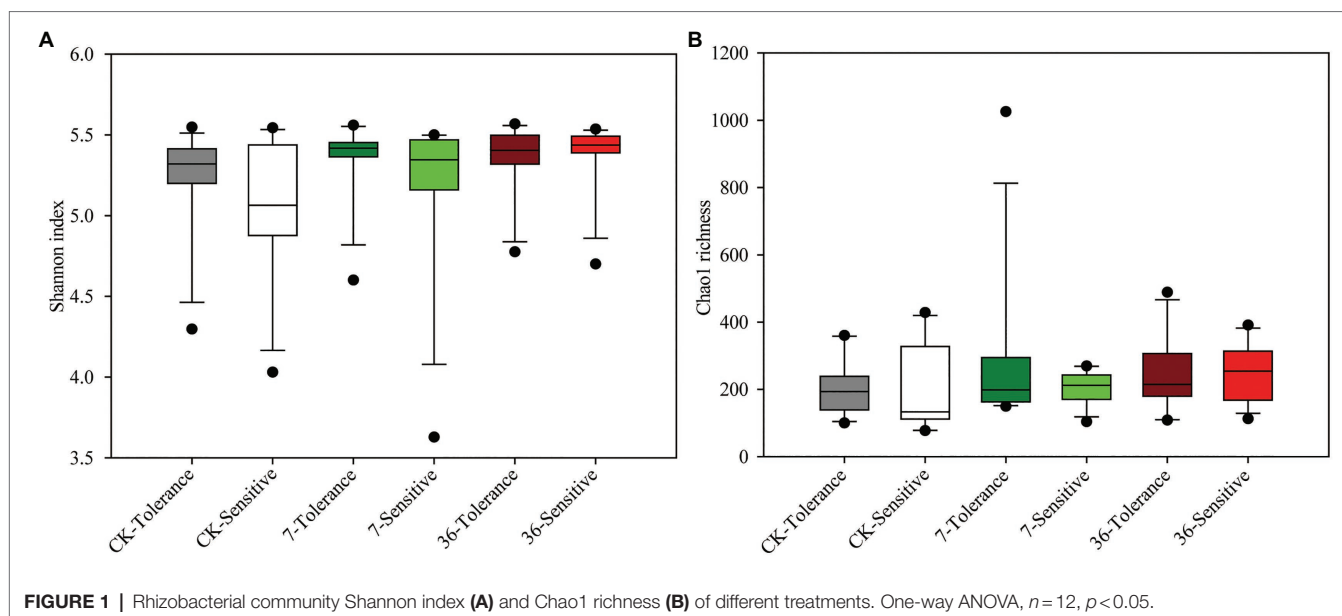 A
6.0
5.5
5.0
4.5
4.0
3.5
Shannon index
CK-Tolerance
CK-Sensitive
7-Tolerance
7-Sensitive
36-Tolerance
36-Sensitive
B
1200
1000
800
600
400
200
0
Chao1 richness
CK-Tolerance
CK-Sensitive
7-Tolerance
7-Sensitive
36-Tolerance
36-Sensitive
FIGURE 1 | Rhizobacterial community Shannon index (A) and Chao1 richness (B) of different treatments. One-way ANOVA, n=12, p<0.05.